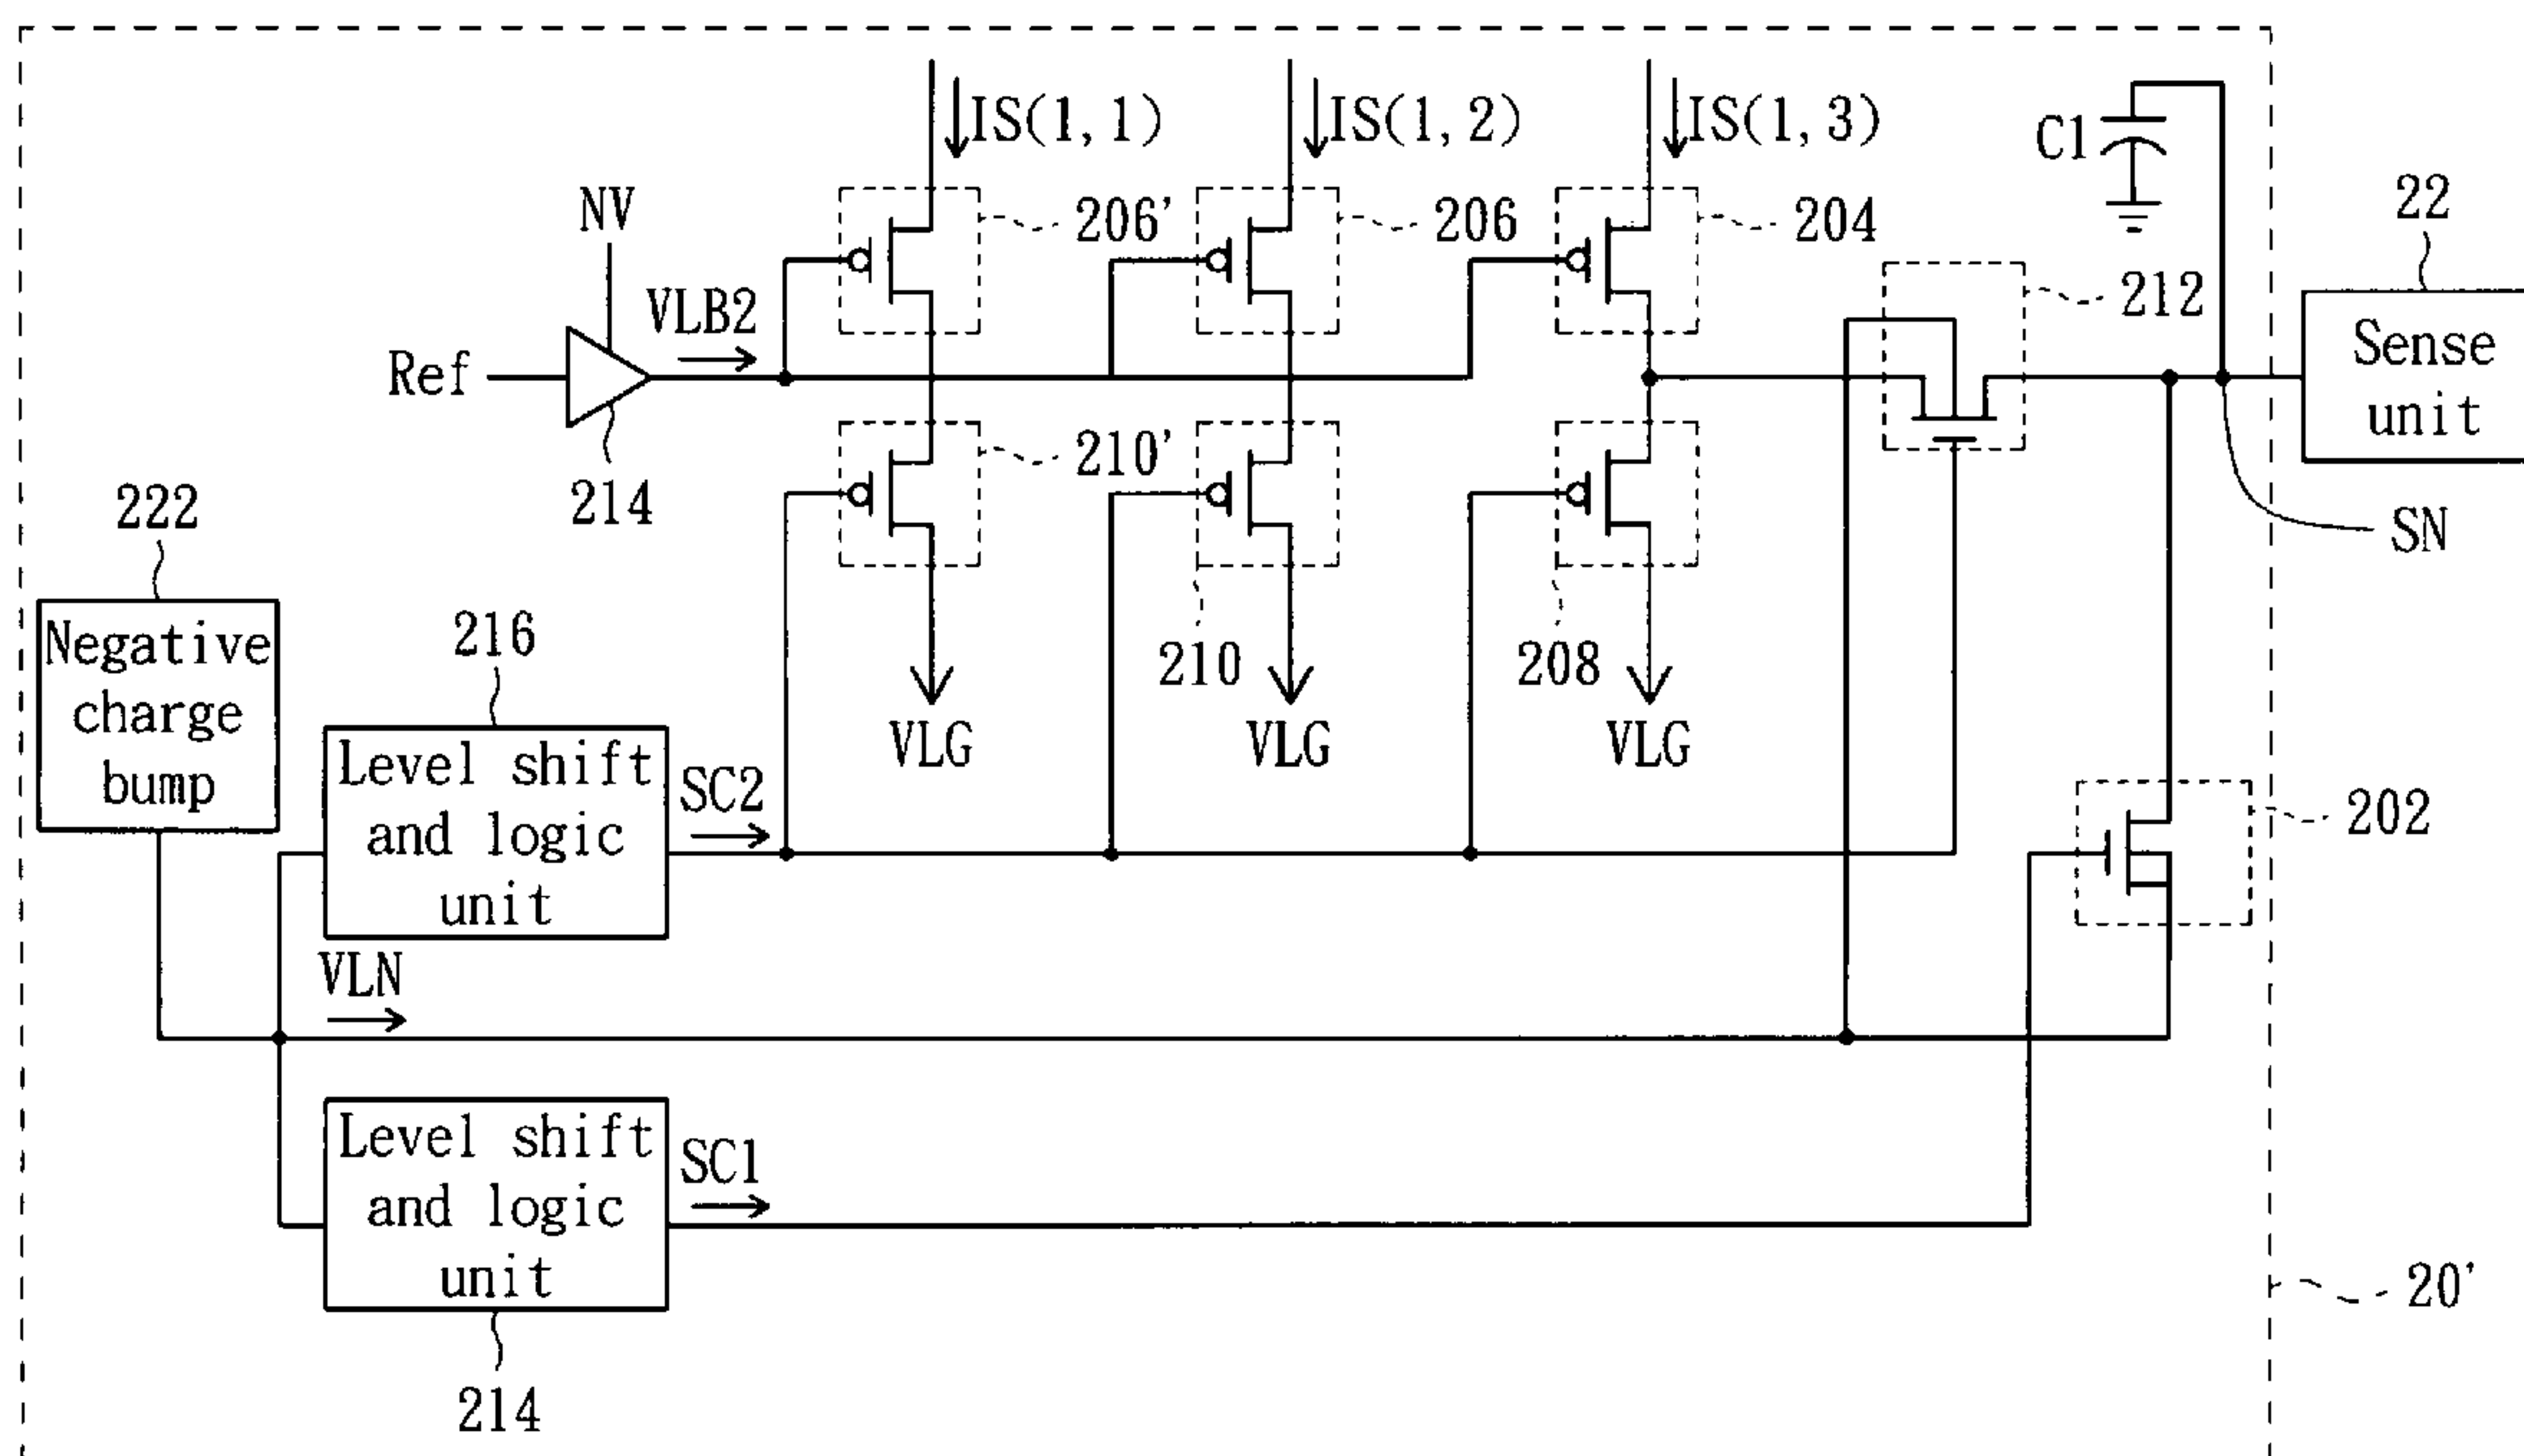 IS(1, 1)
IS(1, 2)
IS(1, 3)
C1
NV
206'
206
204
22
212
VLB2
Ref
Sense
unit
214
210'
SN
222
Negative
charge
bump
216
210
208
VLG
VLG
VLG
Level shift
and logic
unit
SC2
202
VLN
Level shift
and logic
unit
SC1
20'
214